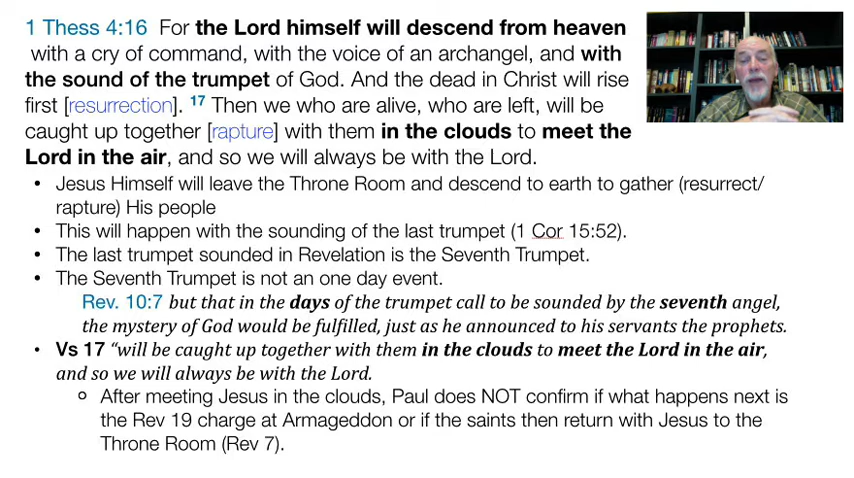 1 Thess 4:16 For the Lord himself will descend from heaven
with a cry of command, with the voice of an archangel, and with
the sound of the trumpet of God. And the dead in Christ will rise
first [resurrection]. 17 Then we who are alive, who are left, will be
caught up together [rapture] with them in the clouds to meet the
Lord in the air, and so we will always be with the Lord.
• Jesus Himself will leave the Throne Room and descend to earth to gather (resurrect/
rapture) His people
• This will happen with the sounding of the last trumpet (1 Cor 15:52).
• The last trumpet sounded in Revelation is the Seventh Trumpet.
• The Seventh Trumpet is not an one day event.
Rev. 10:7 but that in the days of the trumpet call to be sounded by the seventh angel,
the mystery of God would be fulfilled, just as he announced to his servants the prophets.
• Vs 17 “will be caught up together with them in the clouds to meet the Lord in the air,
and so we will always be with the Lord.
○ After meeting Jesus in the clouds, Paul does NOT confirm if what happens next is
the Rev 19 charge at Armageddon or if the saints then return with Jesus to the
Throne Room (Rev 7).